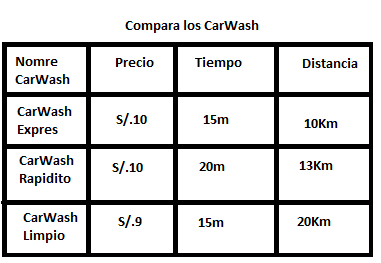 Compara los CarWash
Nomre
CarWash
Precio
Tiempo
Distancia
CarWash
Expres
S/.10
15m
10Km
CarWash
Rapidito
S/.10
20m
13Km
CarWash
Limpio
S/.9
15m
20Km